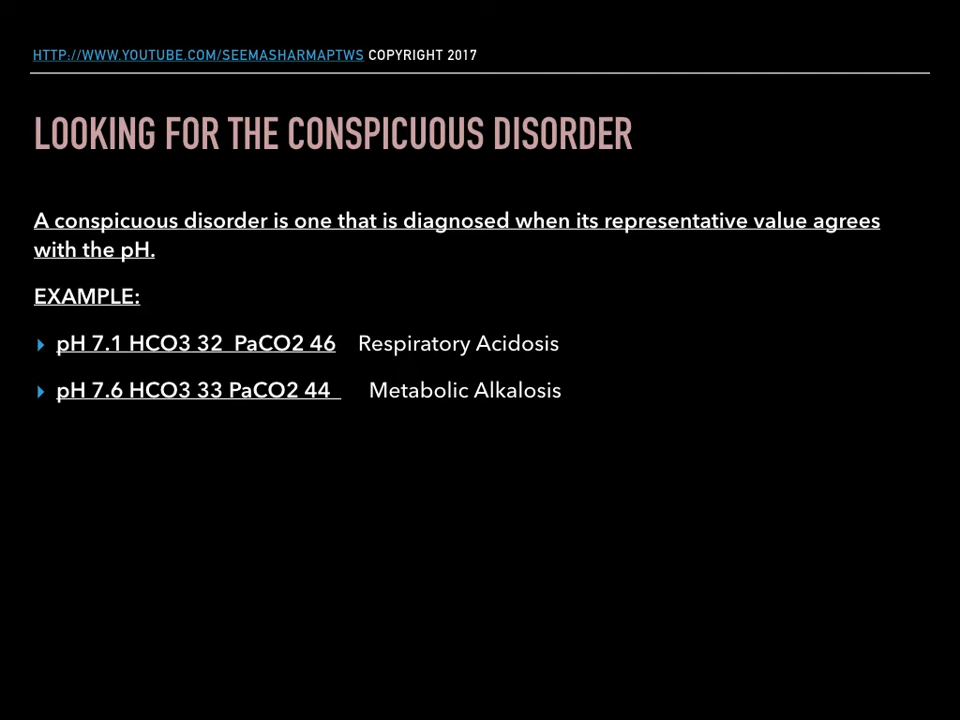 HTTP://WWW.YOUTUBE.COM/SEEMASHARMAPTWS COPYRIGHT 2017
LOOKING FOR THE CONSPICUOUS DISORDER
A conspicuous disorder is one that is diagnosed when its representative value agrees
with the pH.
EXAMPLE:
▸ pH 7.1 HCO3 32 PaCO2 46 Respiratory Acidosis
▸ pH 7.6 HCO3 33 PaCO2 44 Metabolic Alkalosis